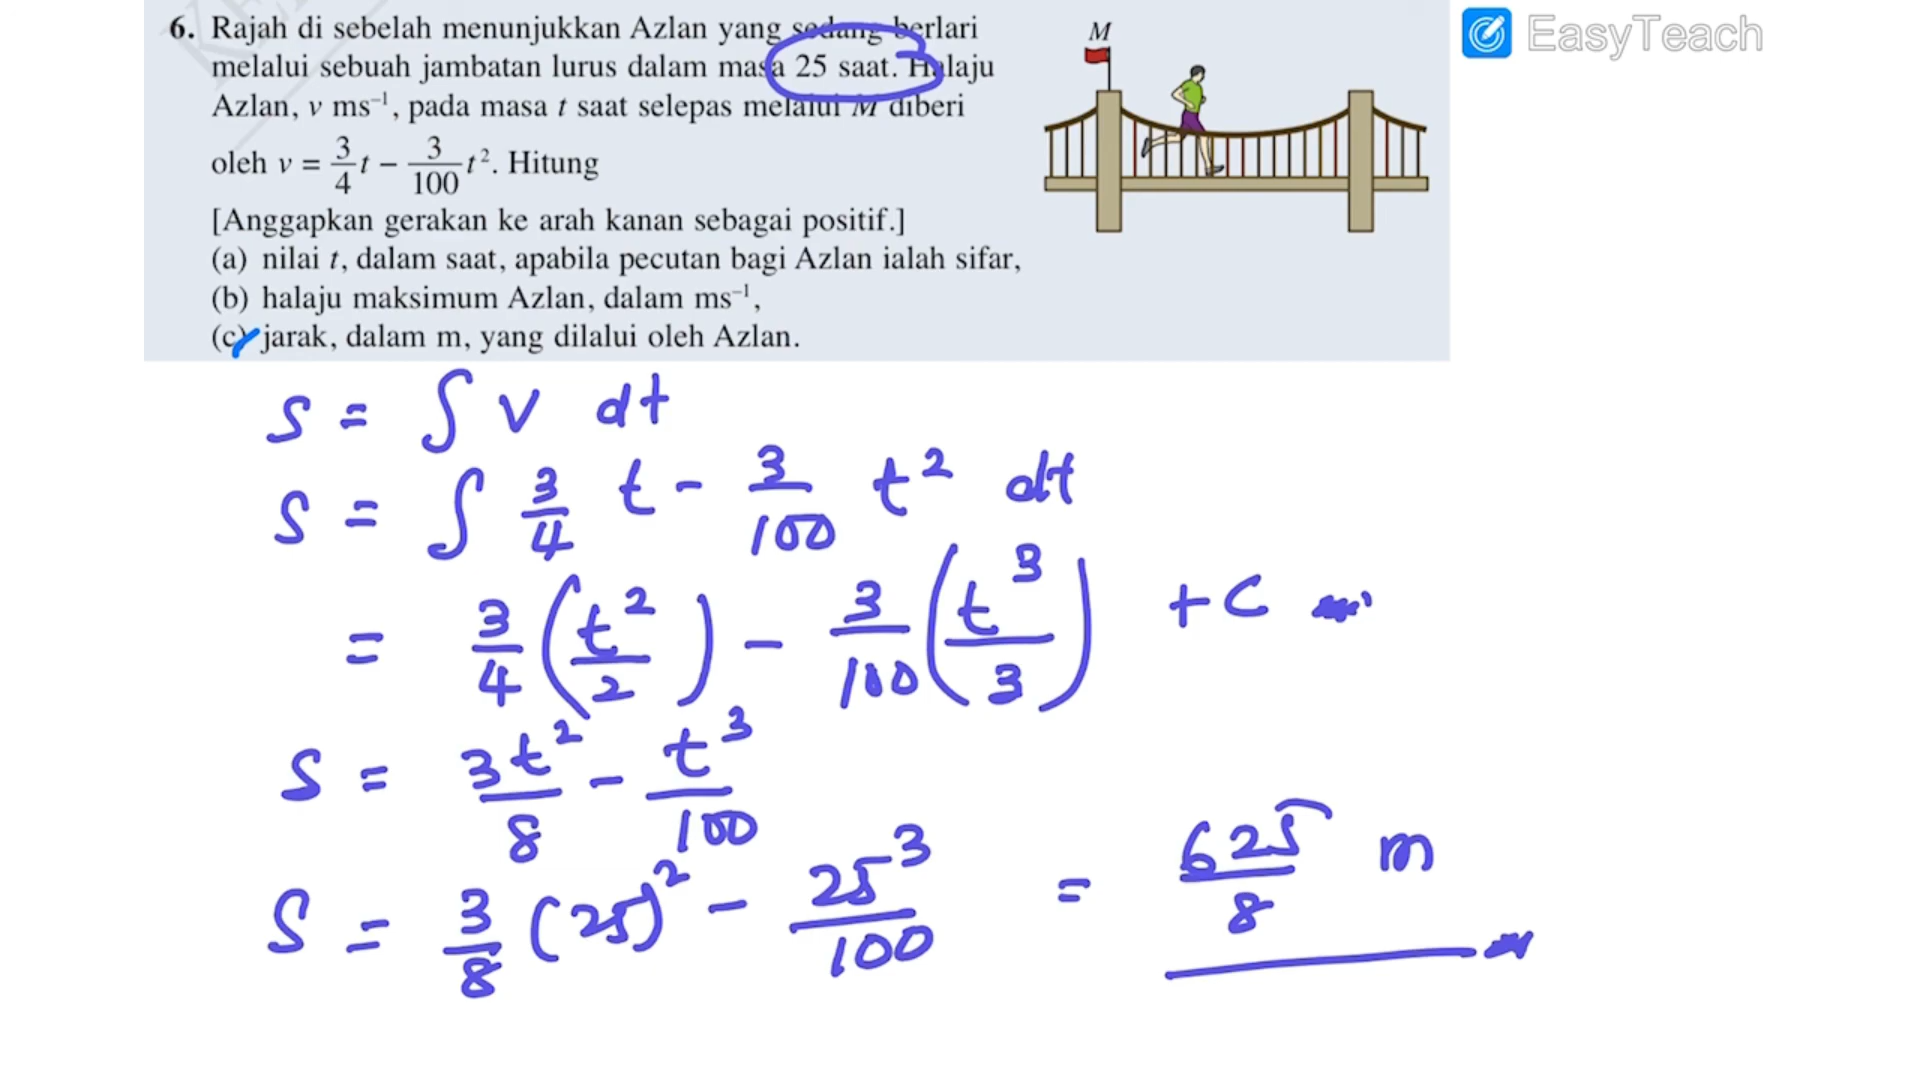 EasyTeach
6. Rajah di sebelah menunjukkan Azlan yang sedang berlari
melalui sebuah jambatan lurus dalam masa 25 saat. Halaju
Azlan, v ms⁻¹, pada masa t saat selepas melalui M diberi
oleh v = 3/4 t − 3/100 t². Hitung
[Anggapkan gerakan ke arah kanan sebagai positif.]
(a) nilai t, dalam saat, apabila pecutan bagi Azlan ialah sifar,
(b) halaju maksimum Azlan, dalam ms⁻¹,
(c) jarak, dalam m, yang dilalui oleh Azlan.
M
S = ∫ v dt
S = ∫ 3/4 t − 3/100 t² dt
= 3/4 (t²/2) − 3/100 (t³/3) + C
S = 3t²/8 − t³/100
S = 3/8 (25)² − 25³/100 = 625/8 m